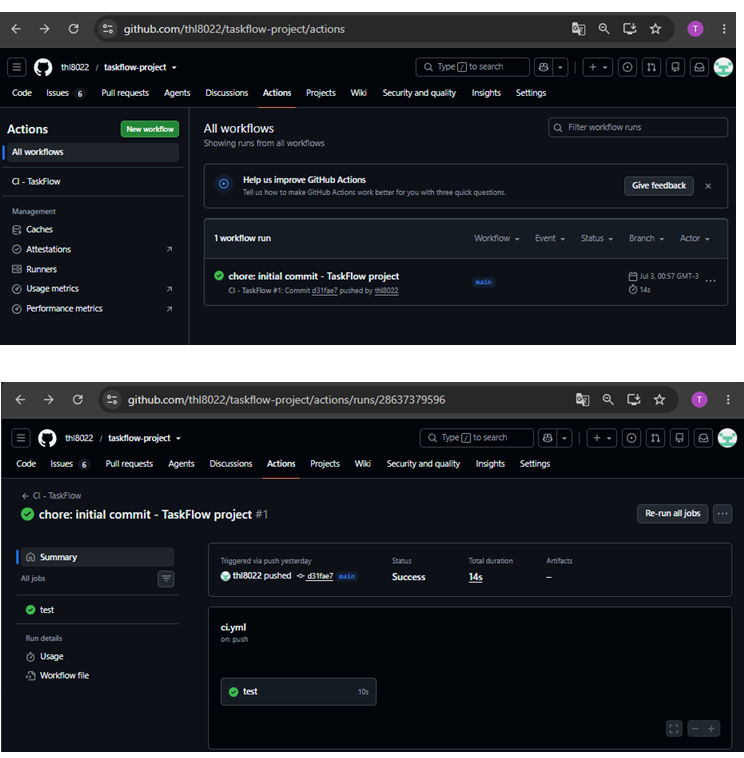 github.com/thl8022/taskflow-project/actions
T
thl8022 / taskflow-project
Type / to search
Code Issues 6 Pull requests Agents Discussions Actions Projects Wiki Security and quality Insights Settings
Actions
New workflow
All workflows
CI - TaskFlow
Management
Caches
Attestations
Runners
Usage metrics
Performance metrics
All workflows
Showing runs from all workflows
Filter workflow runs
Help us improve GitHub Actions
Tell us how to make GitHub Actions work better for you with three quick questions.
Give feedback
1 workflow run
Workflow Event Status Branch Actor
chore: initial commit - TaskFlow project
CI - TaskFlow #1: Commit d31fae7 pushed by thl8022
main
Jul 3, 00:57 GMT-3
14s
github.com/thl8022/taskflow-project/actions/runs/28637379596
T
thl8022 / taskflow-project
Type / to search
Code Issues 6 Pull requests Agents Discussions Actions Projects Wiki Security and quality Insights Settings
← CI - TaskFlow
chore: initial commit - TaskFlow project #1
Re-run all jobs
Summary
All jobs
test
Run details
Usage
Workflow file
Triggered via push yesterday
thl8022 pushed d31fae7 main
Status
Success
Total duration
14s
Artifacts
–
ci.yml
on: push
test 10s